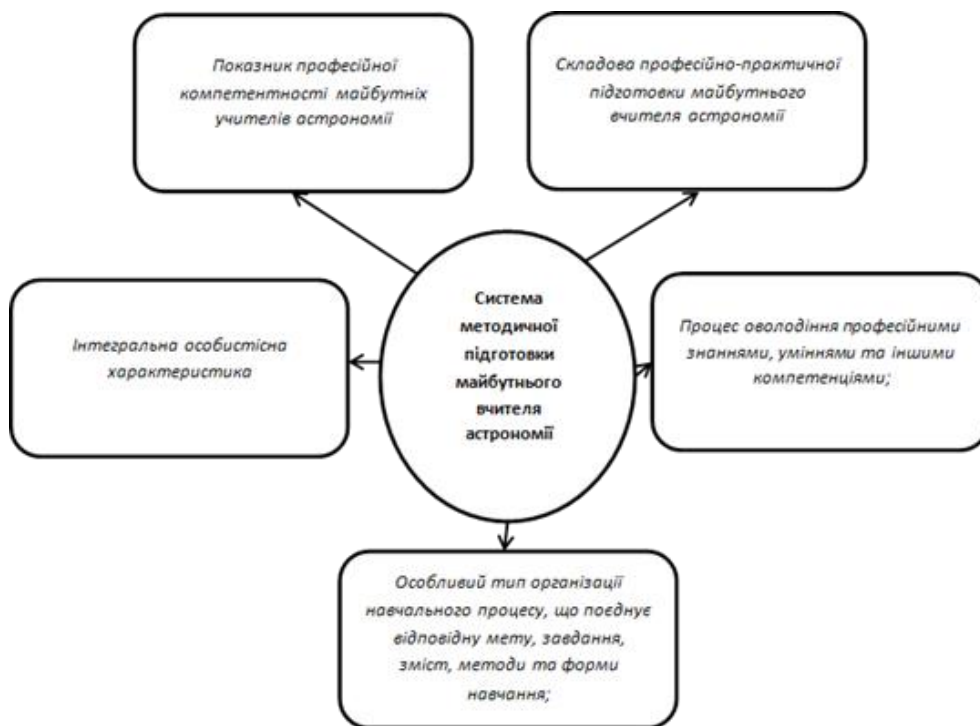 Показник професійної
компетентності майбутніх
учителів астрономії
Складова професійно-практичної
підготовки майбутнього
вчителя астрономії
Інтегральна особистісна
характеристика
Система
методичної
підготовки
майбутнього
вчителя
астрономії
Процес оволодіння професійними
знаннями, уміннями та іншими
компетенціями;
Особливий тип організації
навчального процесу, що поєднує
відповідну мету, завдання,
зміст, методи та форми
навчання;